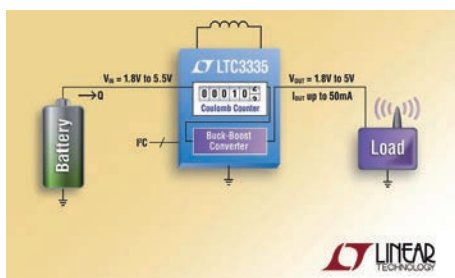 LTC3335
VIN = 1.8V to 5.5V
VOUT = 1.8V to 5V
00010
Coulomb Counter
IOUT up to 50mA
Q
Battery
I²C
Buck-Boost
Converter
Load
LINEAR
TECHNOLOGY